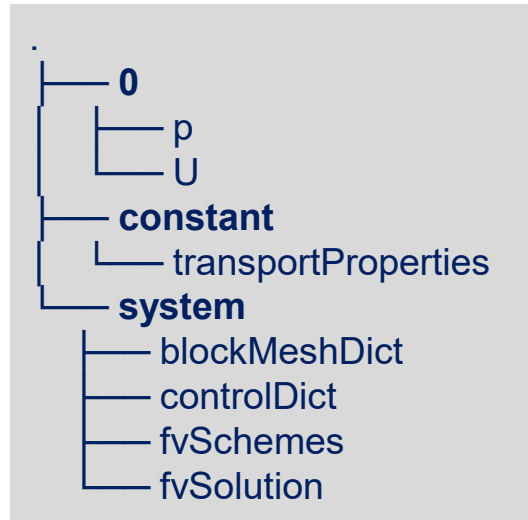 .
0
p
U
constant
transportProperties
system
blockMeshDict
controlDict
fvSchemes
fvSolution